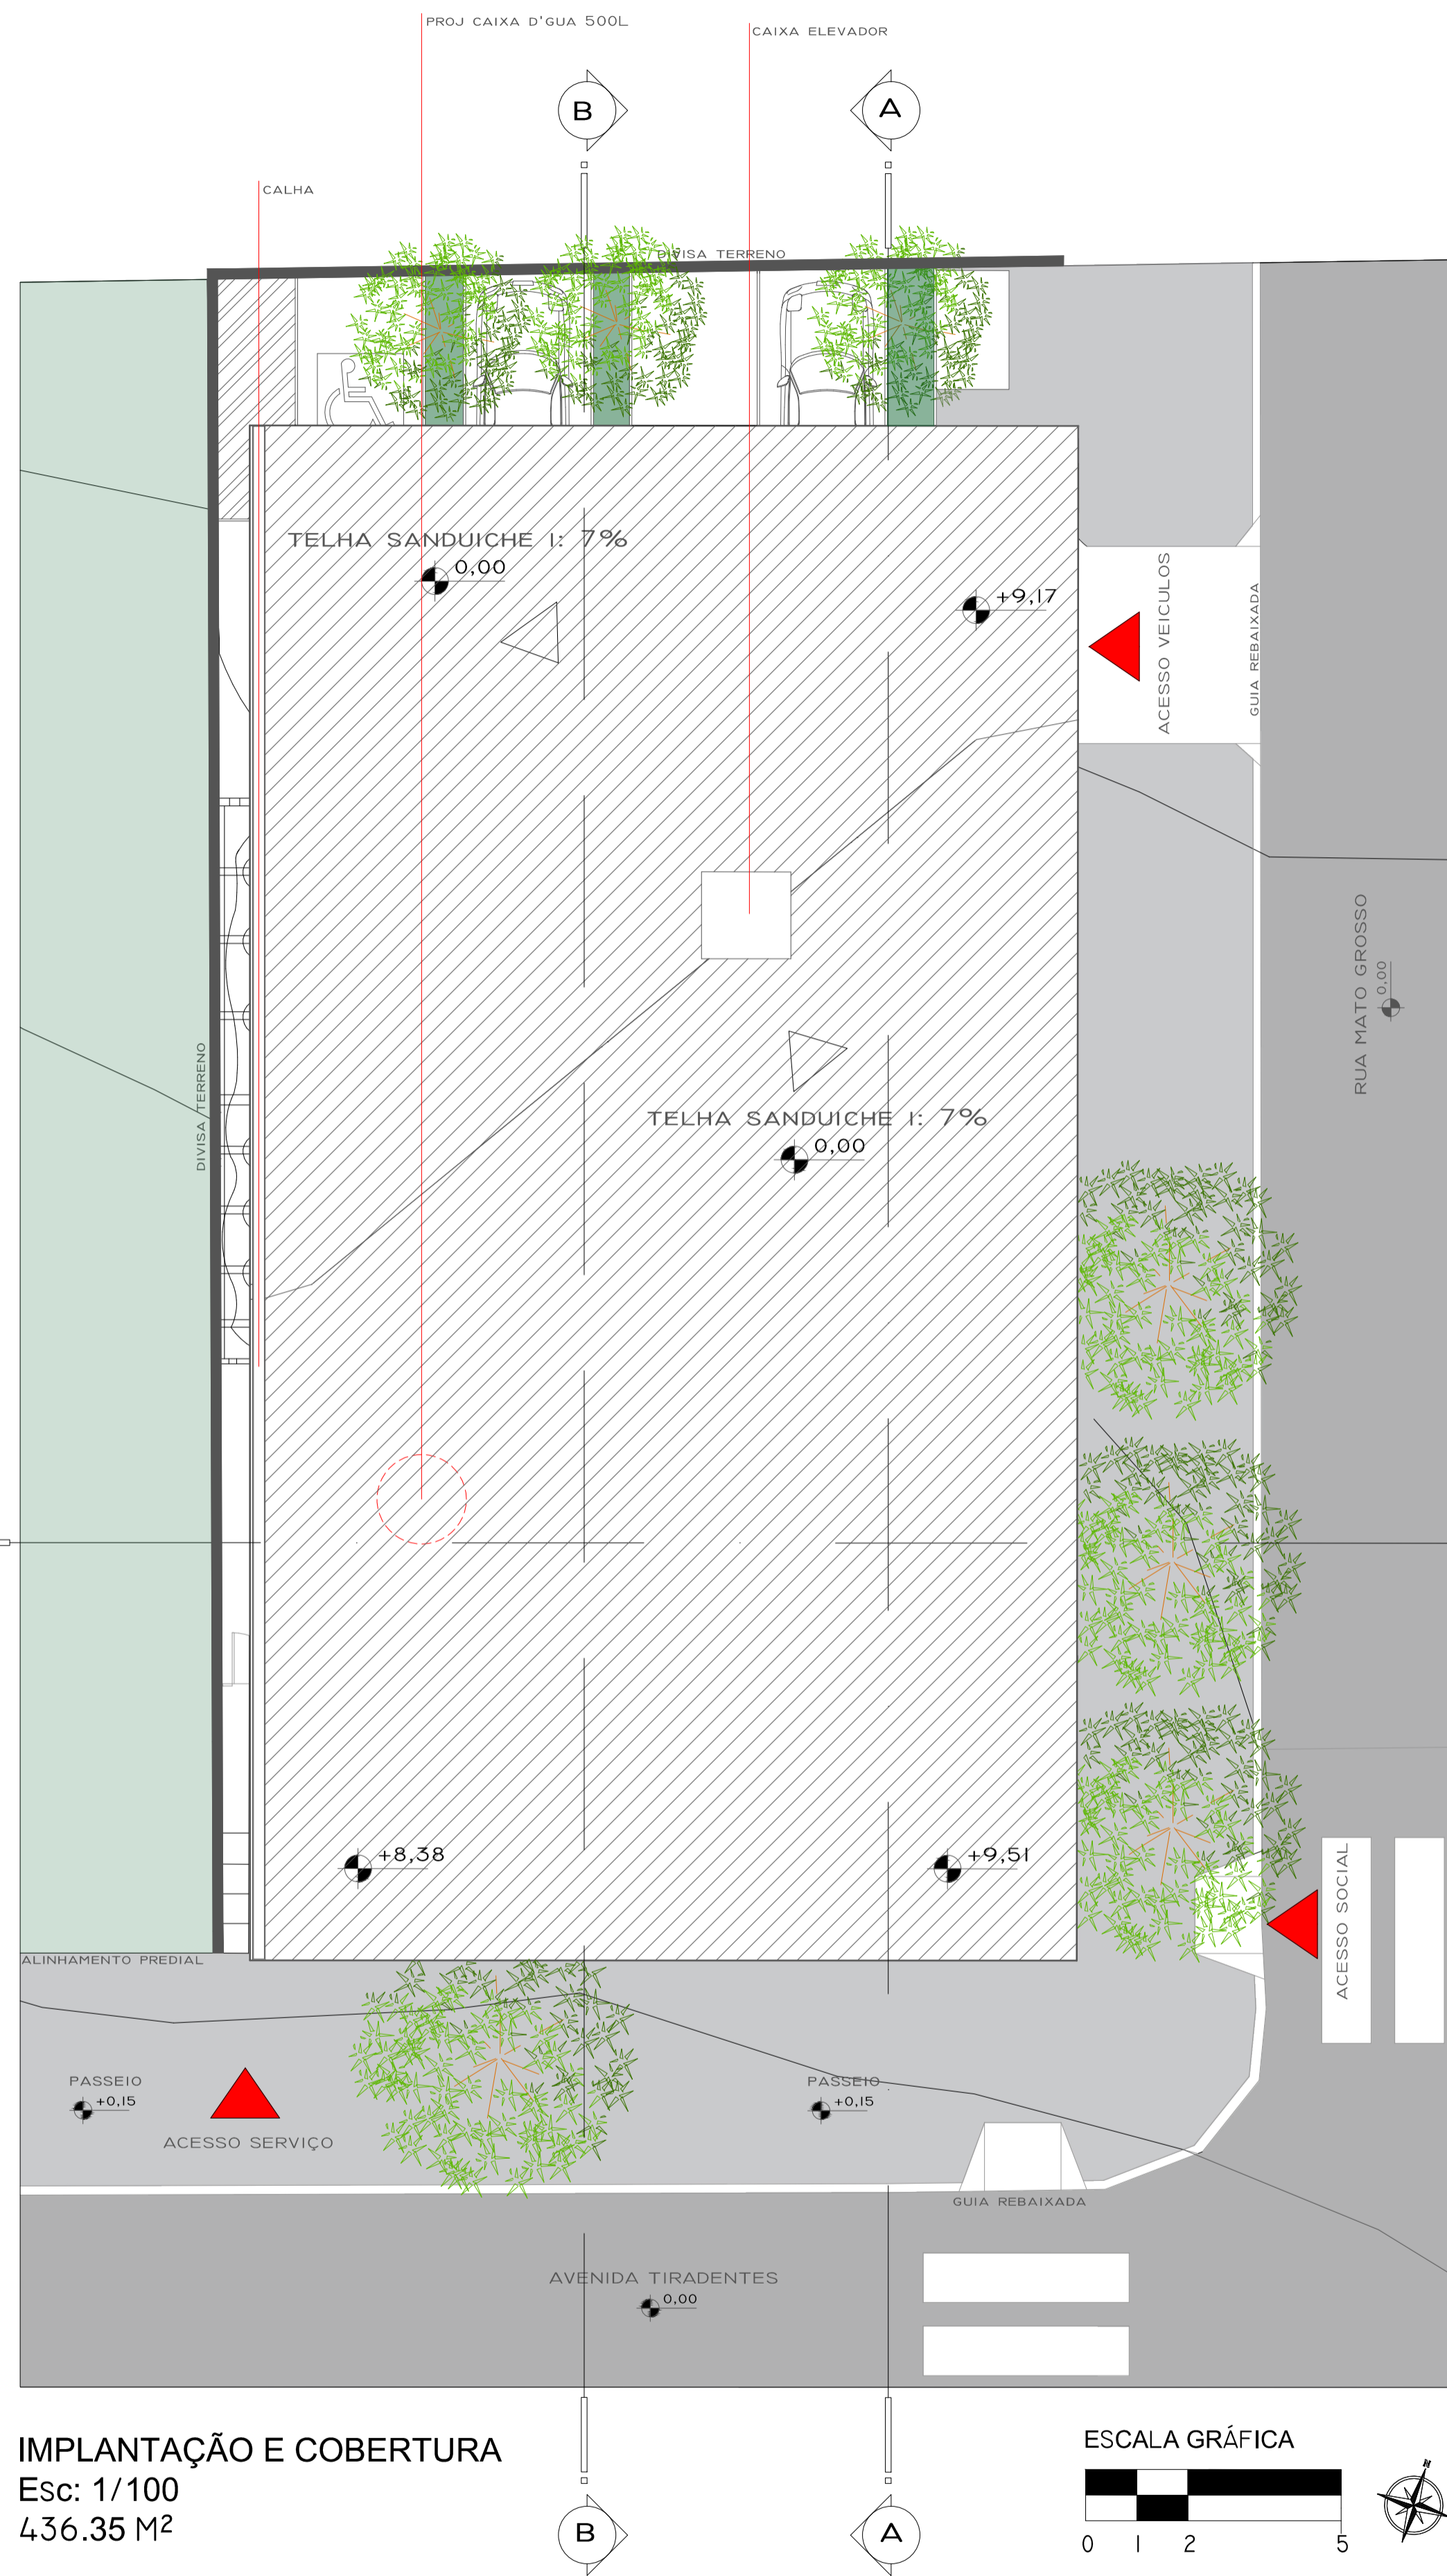 PROJ CAIXA D'GUA 500L
CAIXA ELEVADOR
B
A
CALHA
DIVISA TERRENO
TELHA SANDUICHE I: 7%
0,00
+9,17
ACESSO VEICULOS
GUIA REBAIXADA
RUA MATO GROSSO
0,00
DIVISA TERRENO
TELHA SANDUICHE I: 7%
0,00
+8,38
+9,51
ACESSO SOCIAL
ALINHAMENTO PREDIAL
PASSEIO
+0,15
PASSEIO
+0,15
ACESSO SERVIÇO
GUIA REBAIXADA
AVENIDA TIRADENTES
0,00
IMPLANTAÇÃO E COBERTURA
Esc: 1/100
436.35 M²
ESCALA GRÁFICA
0 1 2 5
N
B
A